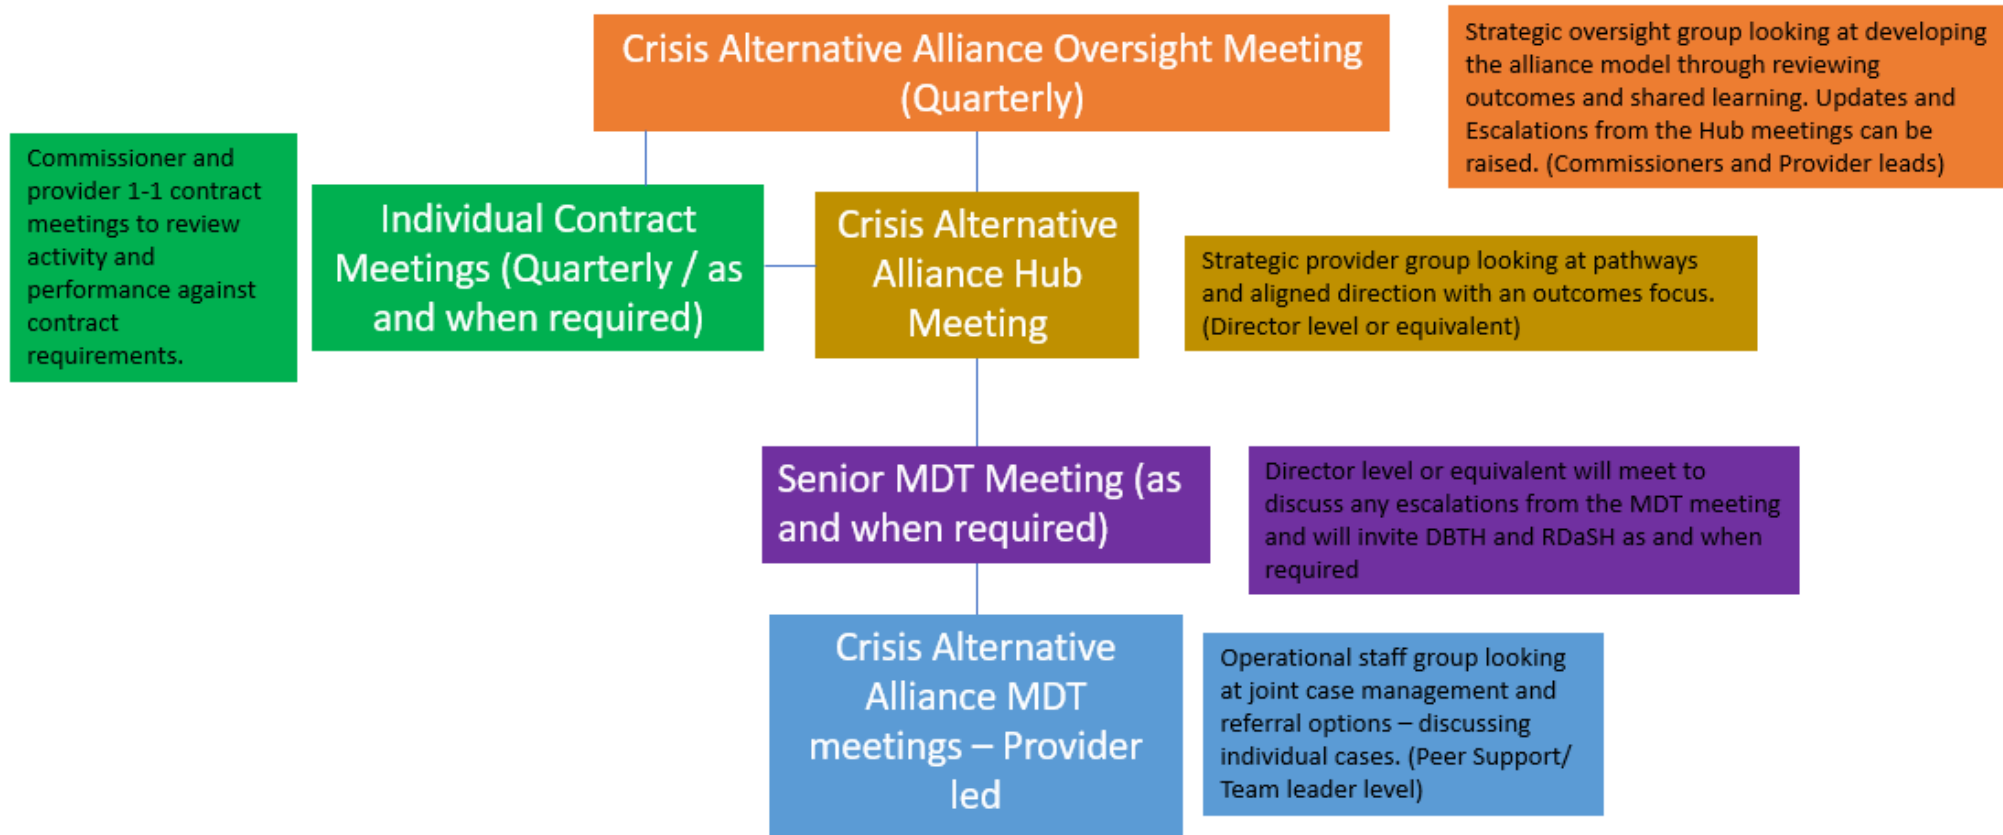 Crisis Alternative Alliance Oversight Meeting
(Quarterly)
Strategic oversight group looking at developing
the alliance model through reviewing
outcomes and shared learning. Updates and
Escalations from the Hub meetings can be
raised. (Commissioners and Provider leads)
Commissioner and
provider 1-1 contract
meetings to review
activity and
performance against
contract
requirements.
Individual Contract
Meetings (Quarterly / as
and when required)
Crisis Alternative
Alliance Hub
Meeting
Strategic provider group looking at pathways
and aligned direction with an outcomes focus.
(Director level or equivalent)
Senior MDT Meeting (as
and when required)
Director level or equivalent will meet to
discuss any escalations from the MDT meeting
and will invite DBTH and RDaSH as and when
required
Crisis Alternative
Alliance MDT
meetings – Provider
led
Operational staff group looking
at joint case management and
referral options – discussing
individual cases. (Peer Support/
Team leader level)